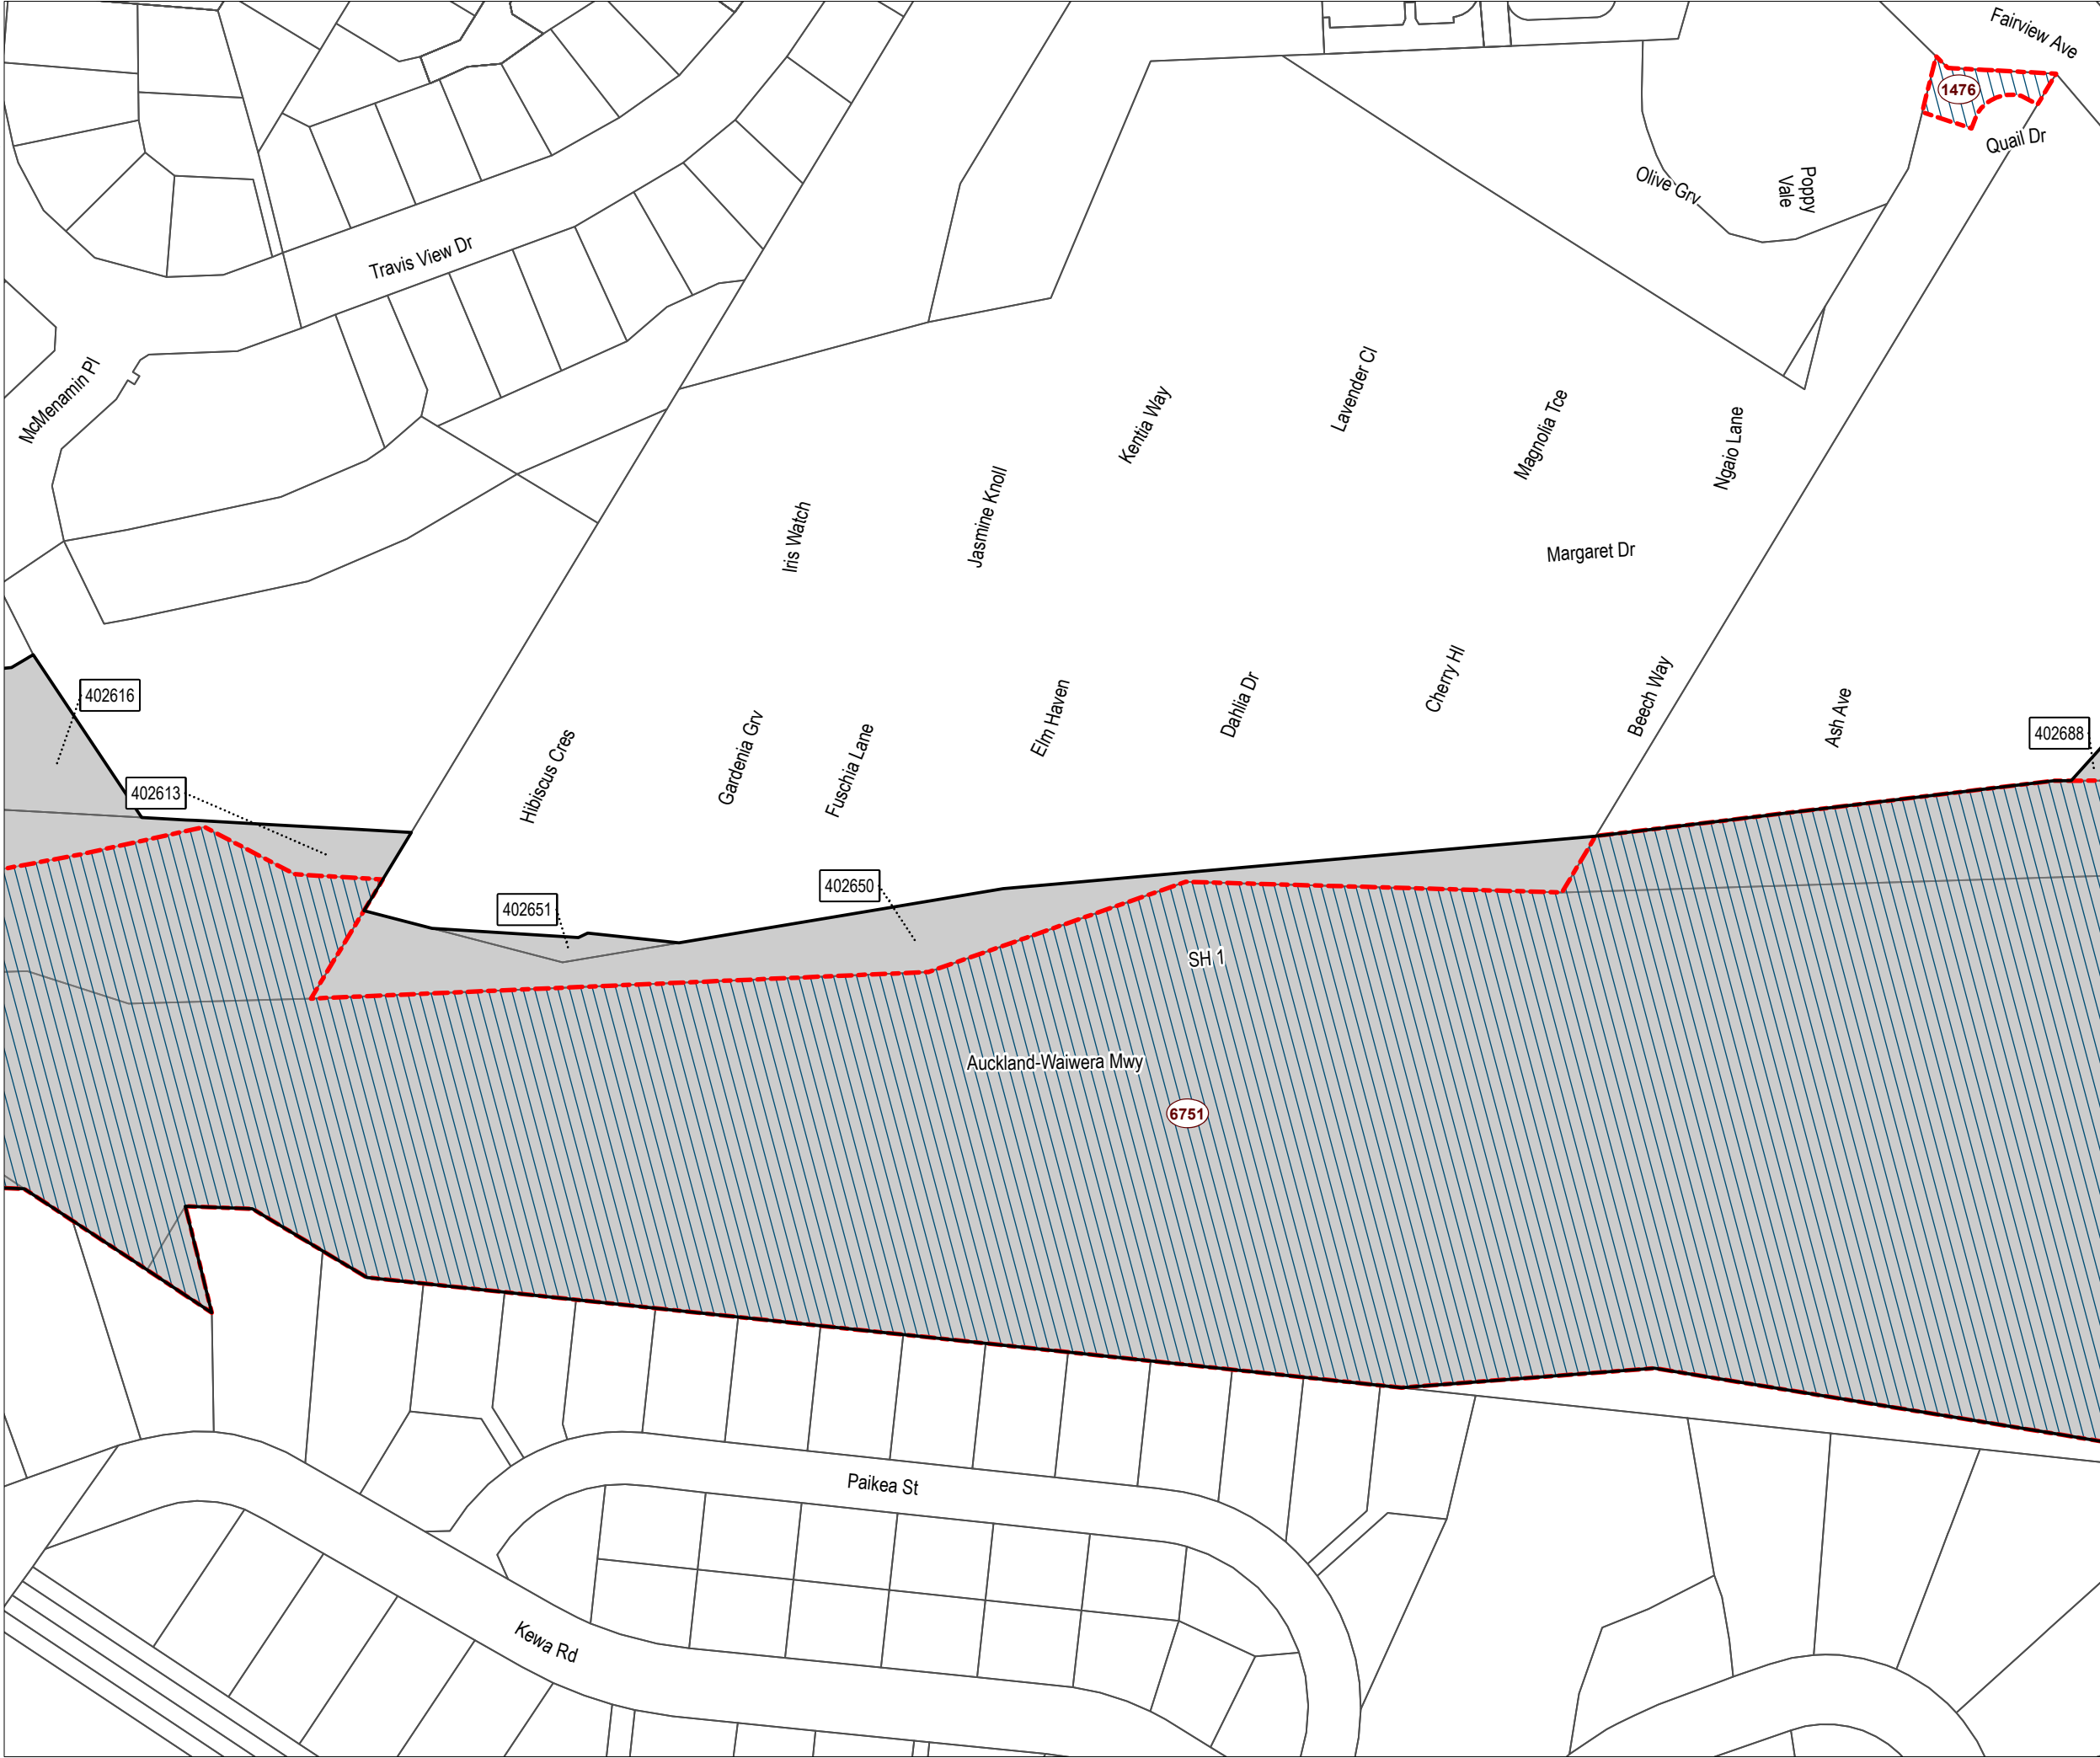 Fairview Ave
1476
Quail Dr
Olive Grv
Poppy
Vale
Travis View Dr
McMenamin Pl
Kentia Way
Lavender Cl
Magnolia Tce
Ngaio Lane
Iris Watch
Jasmine Knoll
Margaret Dr
402616
402613
Hibiscus Cres
Gardenia Grv
Fuschia Lane
Elm Haven
Dahlia Dr
Cherry Hl
Beech Way
Ash Ave
402688
402651
402650
SH 1
Auckland-Waiwera Mwy
6751
Paikea St
Kewa Rd